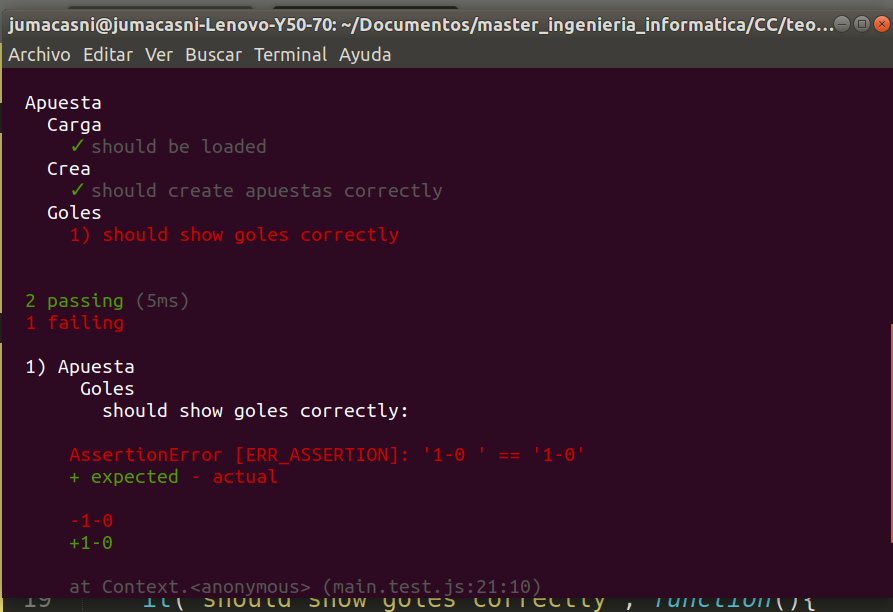 jumacasni@jumacasni-Lenovo-Y50-70: ~/Documentos/master_ingenieria_informatica/CC/teo...
Archivo Editar Ver Buscar Terminal Ayuda
Apuesta
Carga
✓ should be loaded
Crea
✓ should create apuestas correctly
Goles
1) should show goles correctly
2 passing (5ms)
1 failing
1) Apuesta
Goles
should show goles correctly:
AssertionError [ERR_ASSERTION]: '1-0 ' == '1-0'
+ expected - actual
-1-0
+1-0
at Context.<anonymous> (main.test.js:21:10)
19 it("should show goles correctly", function(){